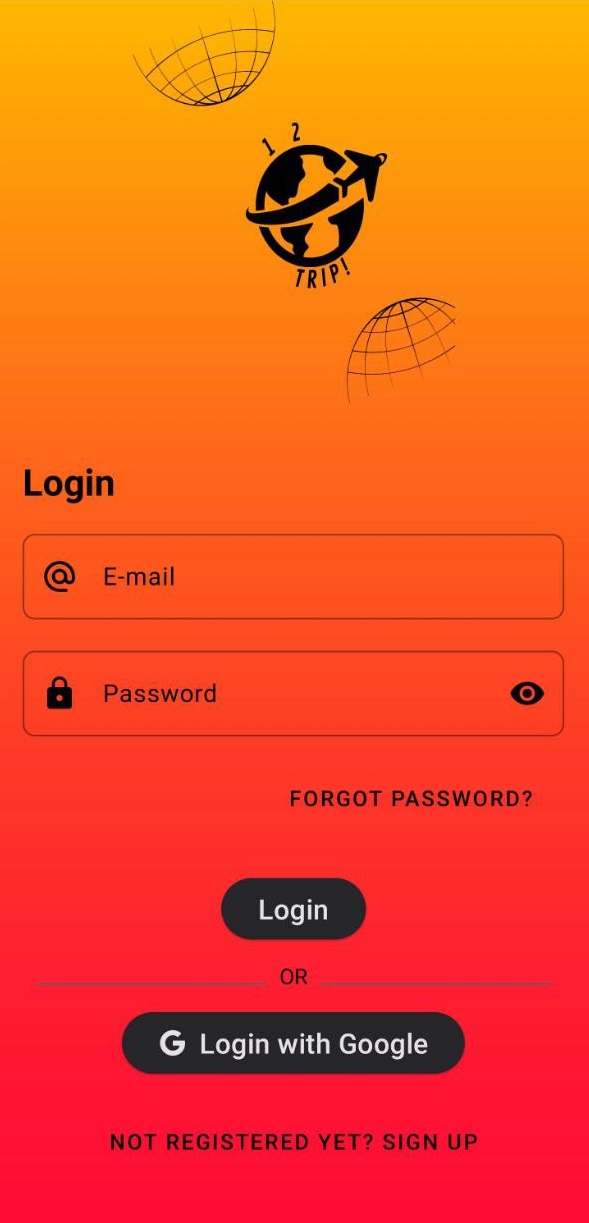 1 2
TRIP!
Login
E-mail
Password
FORGOT PASSWORD?
Login
OR
Login with Google
NOT REGISTERED YET? SIGN UP